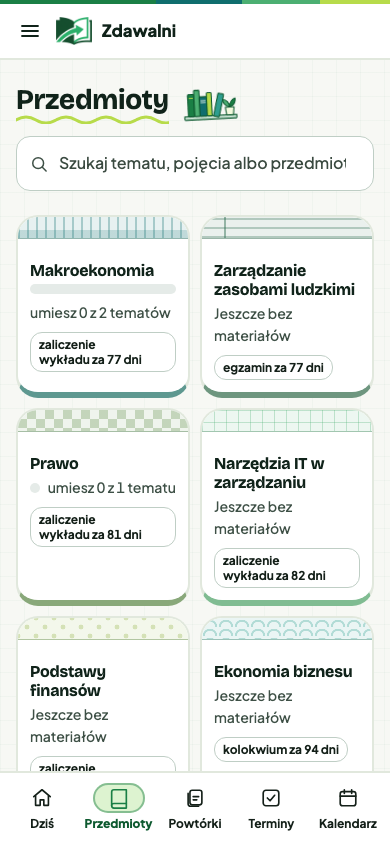 Zdawalni
Przedmioty
Szukaj tematu, pojęcia albo przedmiot
Makroekonomia
umiesz 0 z 2 tematów
zaliczenie
wykładu za 77 dni
Zarządzanie
zasobami ludzkimi
Jeszcze bez
materiałów
egzamin za 77 dni
Prawo
umiesz 0 z 1 tematu
zaliczenie
wykładu za 81 dni
Narzędzia IT w
zarządzaniu
Jeszcze bez
materiałów
zaliczenie
wykładu za 82 dni
Podstawy
finansów
Jeszcze bez
materiałów
zaliczenie
Ekonomia biznesu
Jeszcze bez
materiałów
kolokwium za 94 dni
Dziś
Przedmioty
Powtórki
Terminy
Kalendarz